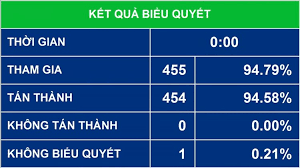 KẾT QUẢ BIỂU QUYẾT
THỜI GIAN 0:00
THAM GIA 455 94.79%
TÁN THÀNH 454 94.58%
KHÔNG TÁN THÀNH 0 0.00%
KHÔNG BIỂU QUYẾT 1 0.21%